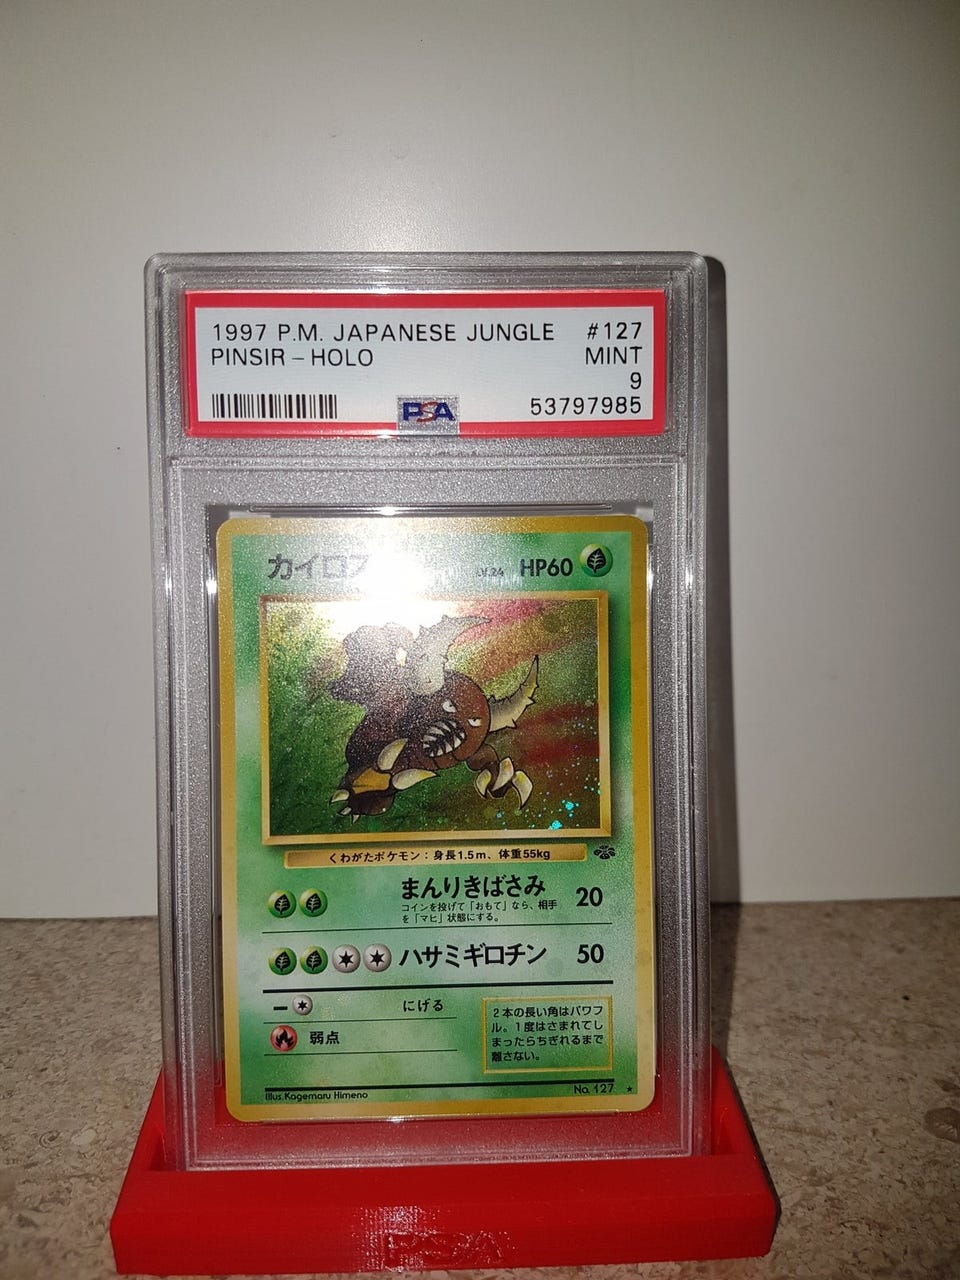 1997 P.M. JAPANESE JUNGLE #127
PINSIR - HOLO MINT
9
PSA 53797985
カイロス LV.24 HP60
くわがたポケモン：身長1.5m、体重55kg
まんりきばさみ 20
コインを投げて「おもて」なら、相手
を「マヒ」状態にする。
ハサミギロチン 50
ー にげる
弱点
2本の長い角はパワフ
ル。1度はさまれてし
まったらちぎれるまで
離さない。
No. 127 ★
Illus. Kagemaru Himeno
PSA